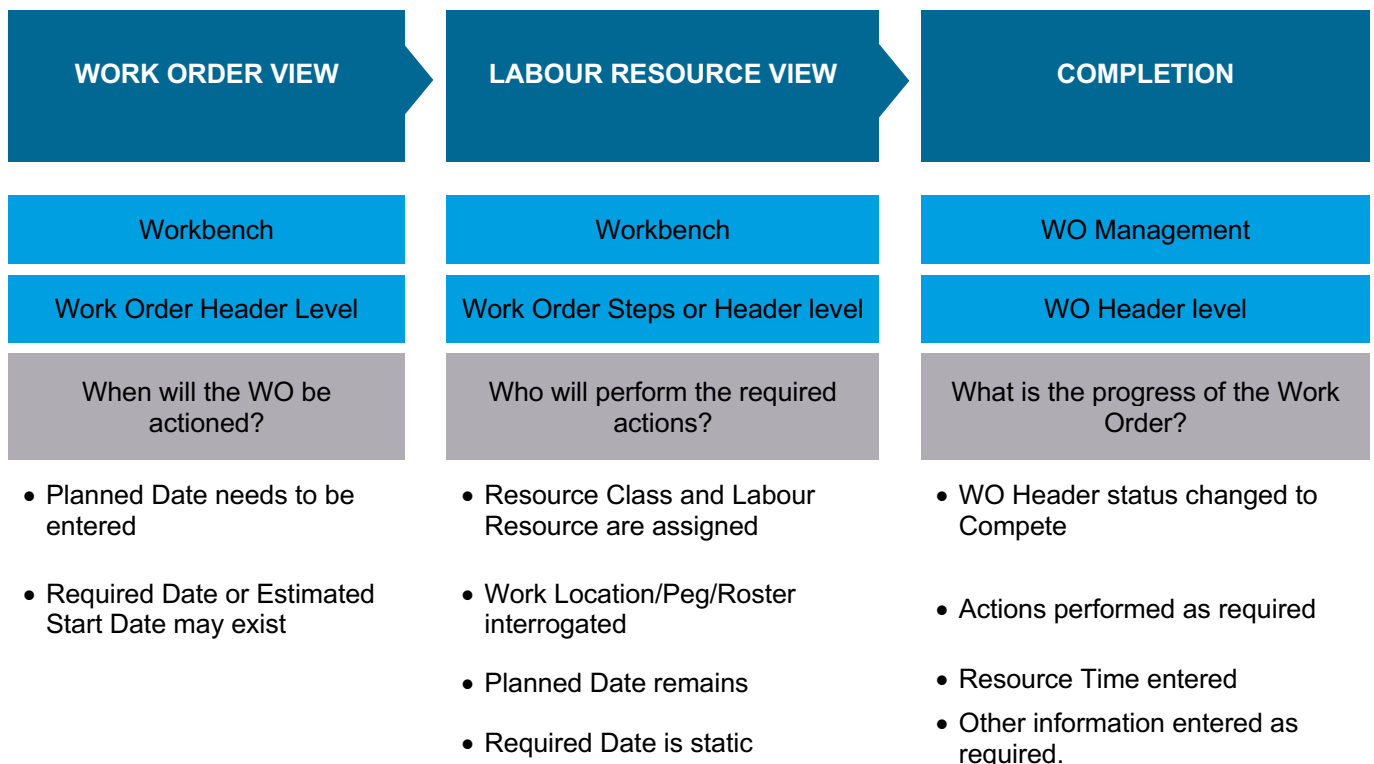 WORK ORDER VIEW
LABOUR RESOURCE VIEW
COMPLETION
Workbench
Workbench
WO Management
Work Order Header Level
Work Order Steps or Header level
WO Header level
When will the WO be
actioned?
Who will perform the required
actions?
What is the progress of the Work
Order?
• Planned Date needs to be
entered
• Required Date or Estimated
Start Date may exist
• Resource Class and Labour
Resource are assigned
• Work Location/Peg/Roster
interrogated
• Planned Date remains
• Required Date is static
• WO Header status changed to
Compete
• Actions performed as required
• Resource Time entered
• Other information entered as
required.